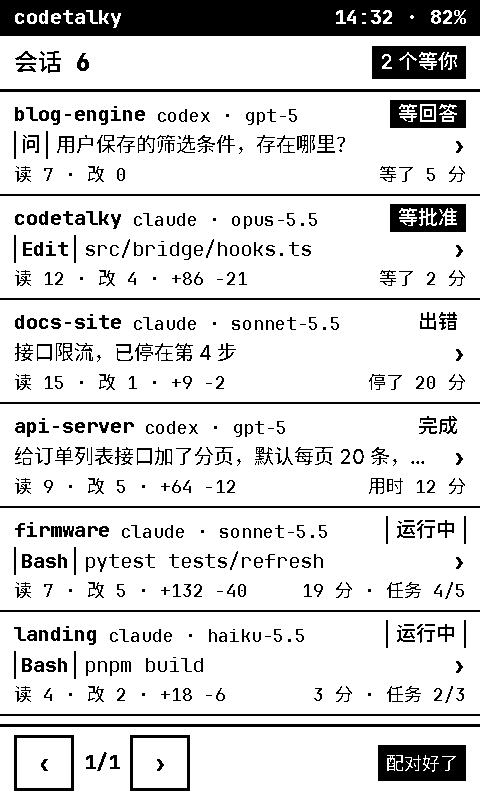 codetalky 14:32 · 82%
会话 6 2 个等你
blog-engine codex · gpt-5 等回答
问 用户保存的筛选条件，存在哪里？ ›
读 7 · 改 0 等了 5 分
codetalky claude · opus-5.5 等批准
Edit src/bridge/hooks.ts ›
读 12 · 改 4 · +86 -21 等了 2 分
docs-site claude · sonnet-5.5 出错
接口限流，已停在第 4 步 ›
读 15 · 改 1 · +9 -2 停了 20 分
api-server codex · gpt-5 完成
给订单列表接口加了分页，默认每页 20 条，… ›
读 9 · 改 5 · +64 -12 用时 12 分
firmware claude · sonnet-5.5 运行中
Bash pytest tests/refresh ›
读 7 · 改 5 · +132 -40 19 分 · 任务 4/5
landing claude · haiku-5.5 运行中
Bash pnpm build ›
读 4 · 改 2 · +18 -6 3 分 · 任务 2/3
‹ 1/1 › 配对好了